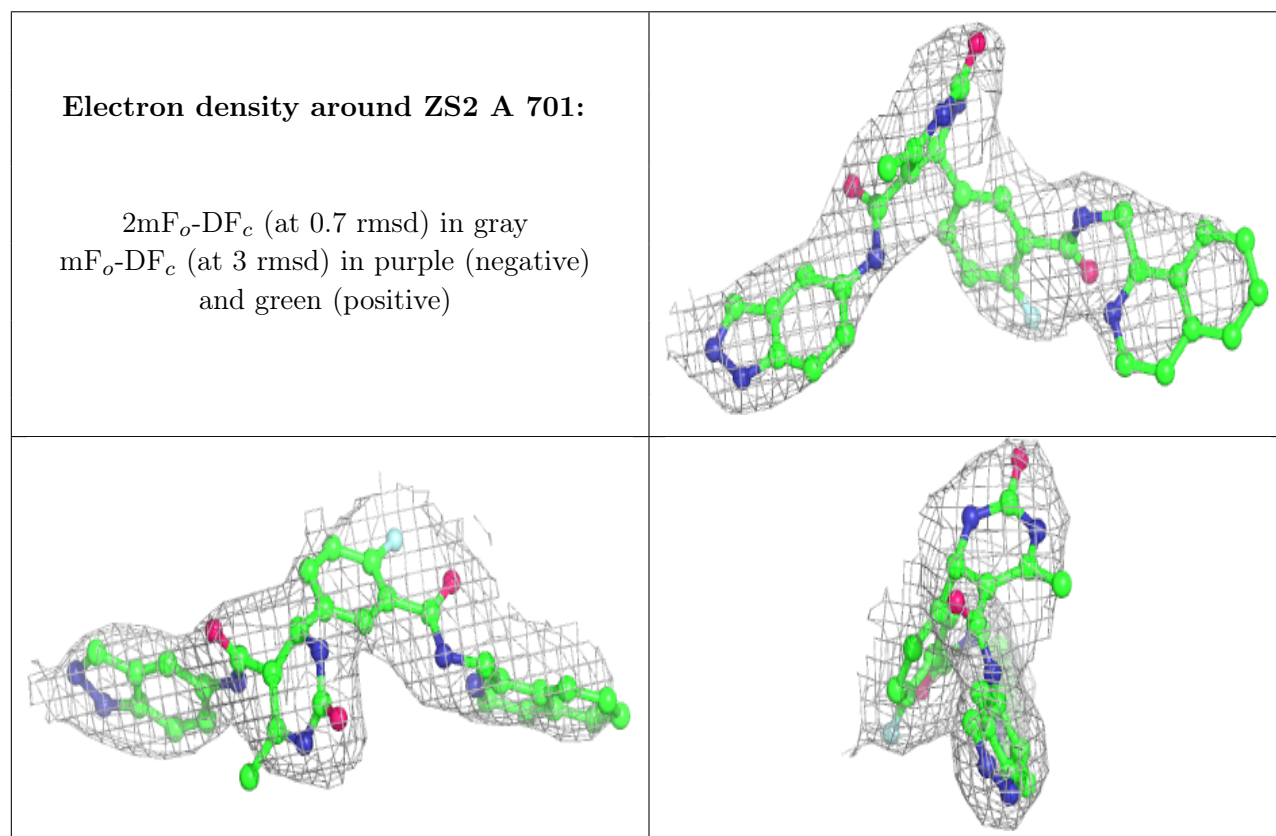 Electron density around ZS2 A 701:
2mFo-DFc (at 0.7 rmsd) in gray
mFo-DFc (at 3 rmsd) in purple (negative)
and green (positive)